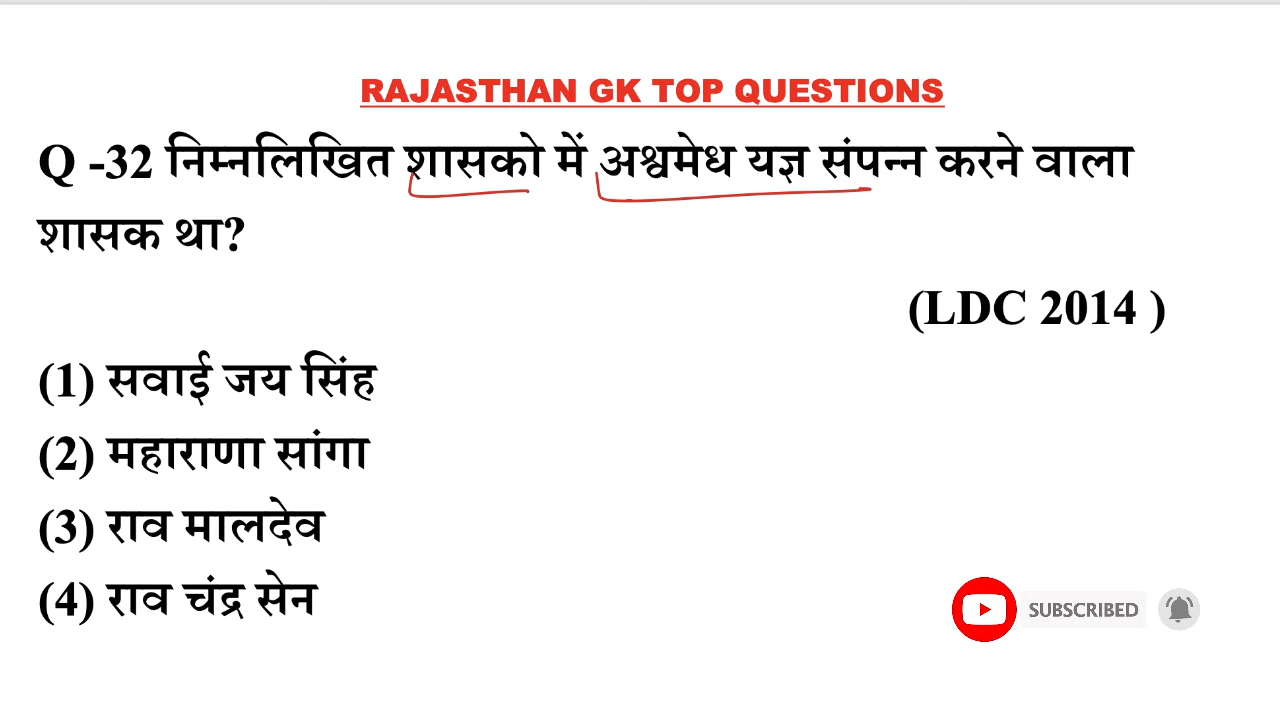 RAJASTHAN GK TOP QUESTIONS
Q -32 निम्नलिखित शासको में अश्वमेध यज्ञ संपन्न करने वाला
शासक था?
(LDC 2014 )
(1) सवाई जय सिंह
(2) महाराणा सांगा
(3) राव मालदेव
(4) राव चंद्र सेन
SUBSCRIBED